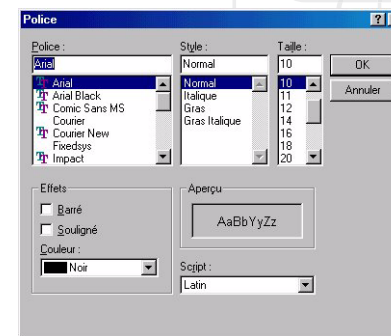 Police
Police : Style : Taille :
Arial Normal 10
Arial Normal 10
Arial Black Italique 11
Comic Sans MS Gras 12
Courier Gras Italique 14
Courier New 16
Fixedsys 18
Impact 20
OK
Annuler
Effets
Barré
Souligné
Couleur :
Noir
Aperçu
AaBbYyZz
Script :
Latin